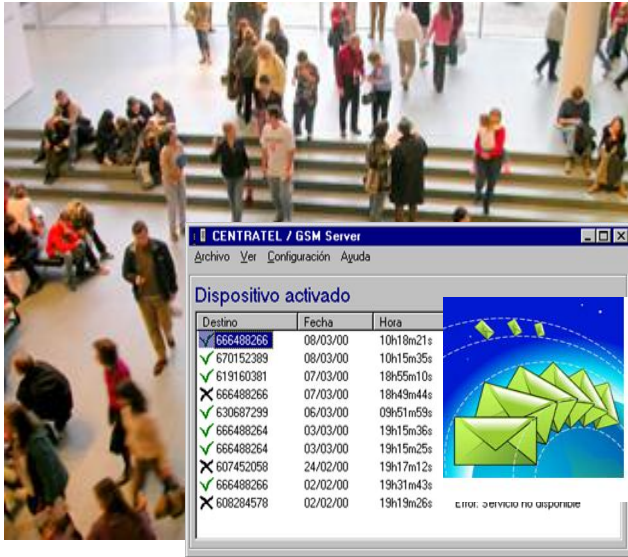 CENTRATEL / GSM Server
Archivo Ver Configuración Ayuda
Dispositivo activado
Destino Fecha Hora
666488266 08/03/00 10h18m21s
670152389 08/03/00 10h15m35s
619160381 07/03/00 18h55m10s
666488266 07/03/00 18h49m44s
630687299 06/03/00 09h51m59s
666488264 03/03/00 19h15m36s
666488264 03/03/00 19h15m25s
607452058 24/02/00 19h17m12s
666488266 02/02/00 19h31m43s
608284578 02/02/00 19h19m26s Error: Servicio no disponible